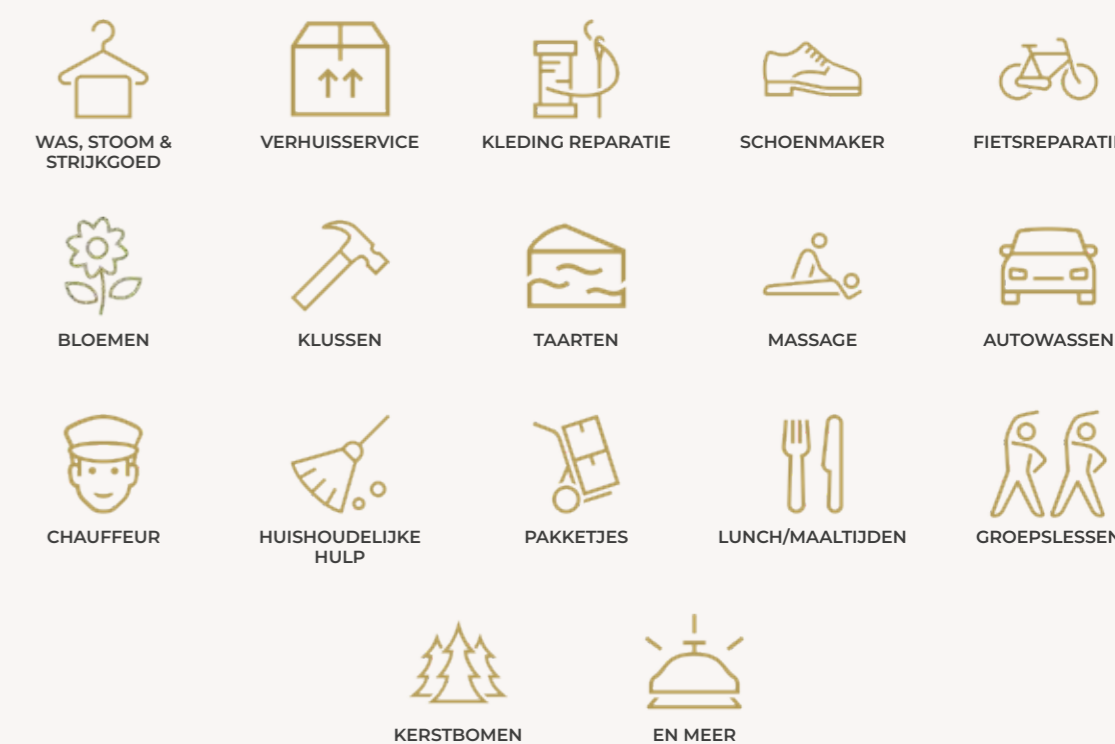 WAS, STOOM &
STRIJKGOED
VERHUISSERVICE
KLEDING REPARATIE
SCHOENMAKER
FIETSREPARATI
BLOEMEN
KLUSSEN
TAARTEN
MASSAGE
AUTOWASSEN
CHAUFFEUR
HUISHOUDELIJKE
HULP
PAKKETJES
LUNCH/MAALTIJDEN
GROEPSLESSEN
KERSTBOMEN
EN MEER